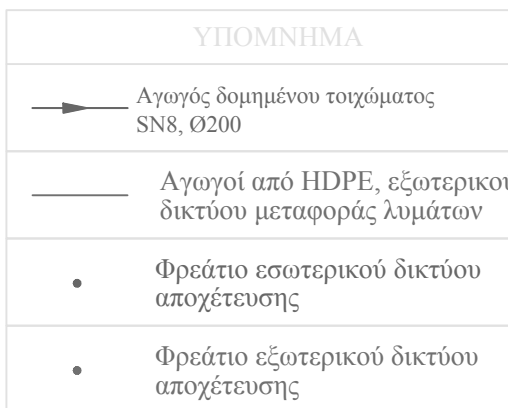 ΥΠΟΜΝΗΜΑ
Αγωγός δομημένου τοιχώματος
SN8, Ø200
Αγωγοί από HDPE, εξωτερικού
δικτύου μεταφοράς λυμάτων
Φρεάτιο εσωτερικού δικτύου
αποχέτευσης
Φρεάτιο εξωτερικού δικτύου
αποχέτευσης